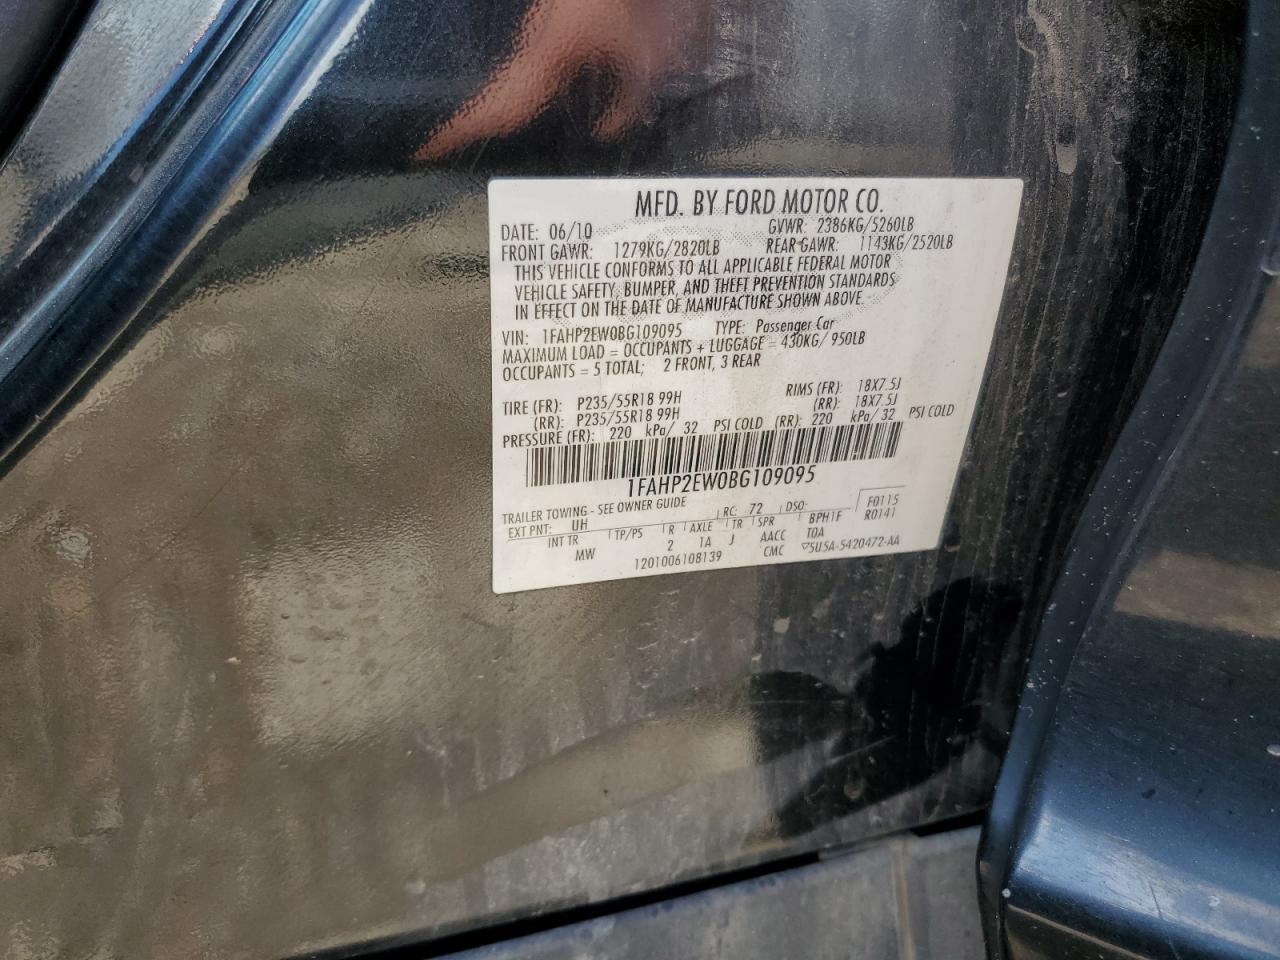 MFD. BY FORD MOTOR CO.
DATE: 06/10 GVWR: 2386KG/5260LB
FRONT GAWR: 1279KG/2820LB REAR GAWR: 1143KG/2520LB
THIS VEHICLE CONFORMS TO ALL APPLICABLE FEDERAL MOTOR
VEHICLE SAFETY, BUMPER, AND THEFT PREVENTION STANDARDS
IN EFFECT ON THE DATE OF MANUFACTURE SHOWN ABOVE.
VIN: 1FAHP2EW0BG109095 TYPE: Passenger Car
MAXIMUM LOAD = OCCUPANTS + LUGGAGE = 430KG/ 950LB
OCCUPANTS = 5 TOTAL; 2 FRONT, 3 REAR
TIRE (FR): P235/55R18 99H RIMS (FR): 18X7.5J
(RR): P235/55R18 99H (RR): 18X7.5J
PRESSURE (FR): 220 kPa/ 32 PSI COLD (RR): 220 kPa/ 32 PSI COLD
1FAHP2EW0BG109095
TRAILER TOWING - SEE OWNER GUIDE F0115
EXT PNT: UH RC: 72 DSO: R0141
INT TR TP/PS R AXLE TR SPR BPH1F
MW 2 1A J AACC TOA
1201006108139 CMC ▽5U5A-5420472-AA